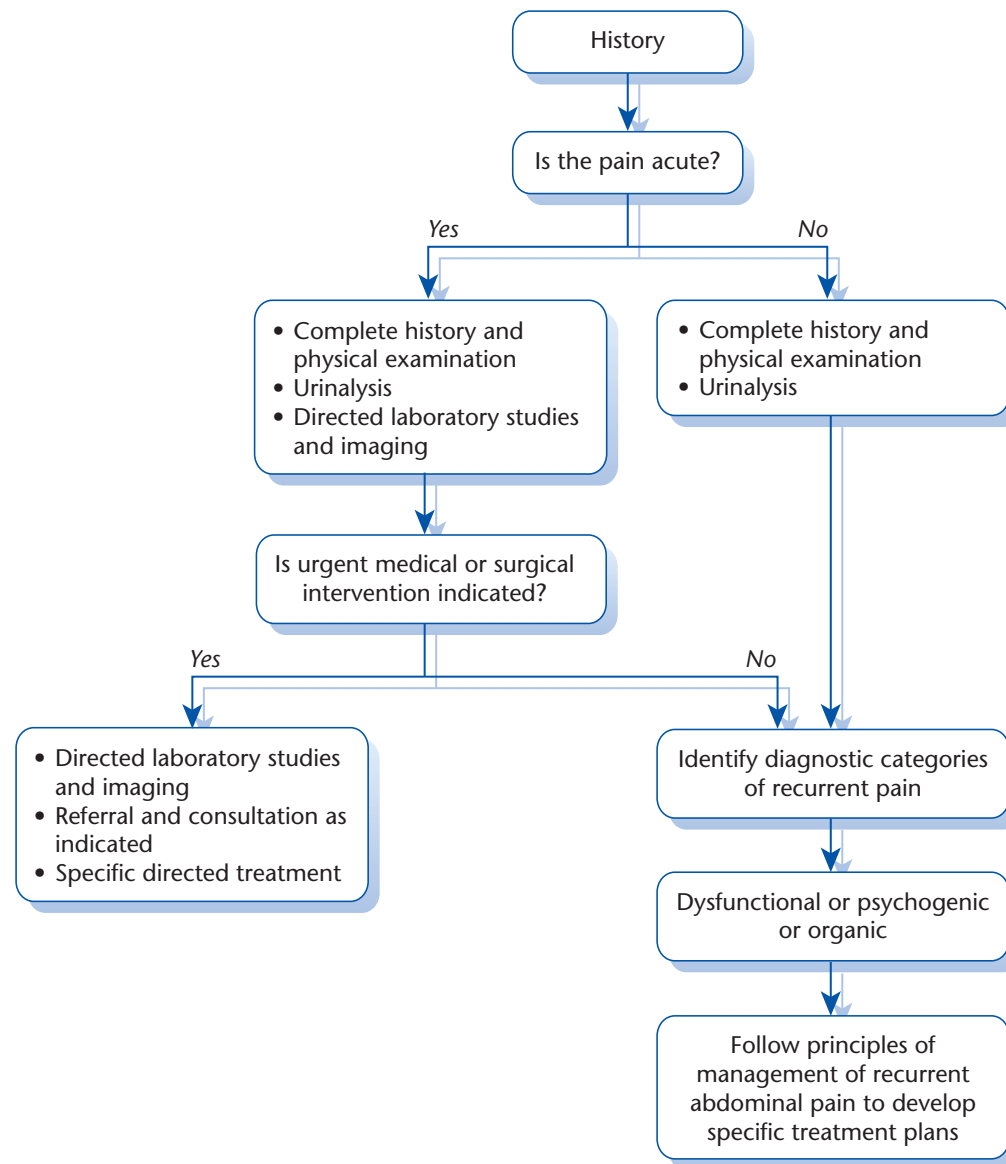 History
Is the pain acute?
Yes
No
• Complete history and
physical examination
• Urinalysis
• Directed laboratory studies
and imaging
• Complete history and
physical examination
• Urinalysis
Is urgent medical or surgical
intervention indicated?
Yes
No
• Directed laboratory studies
and imaging
• Referral and consultation as
indicated
• Specific directed treatment
Identify diagnostic categories
of recurrent pain
Dysfunctional or psychogenic
or organic
Follow principles of
management of recurrent
abdominal pain to develop
specific treatment plans